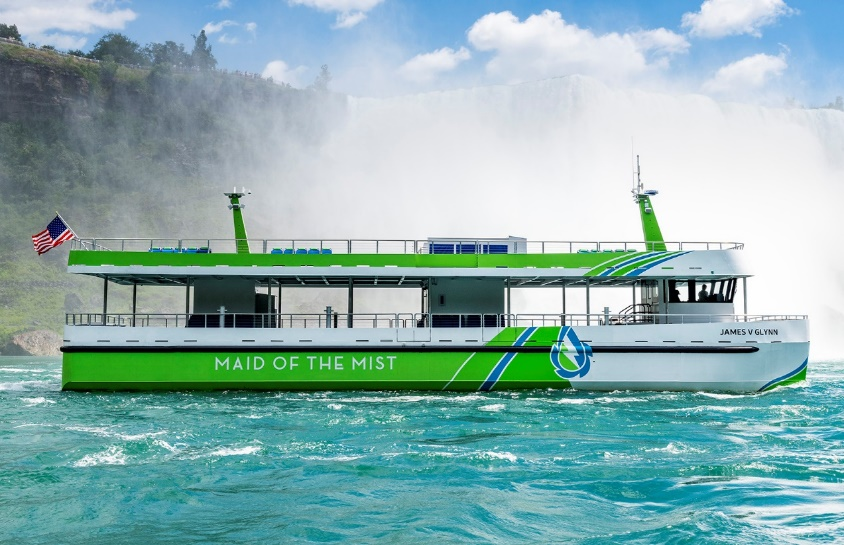 MAID OF THE MIST
JAMES V GLYNN